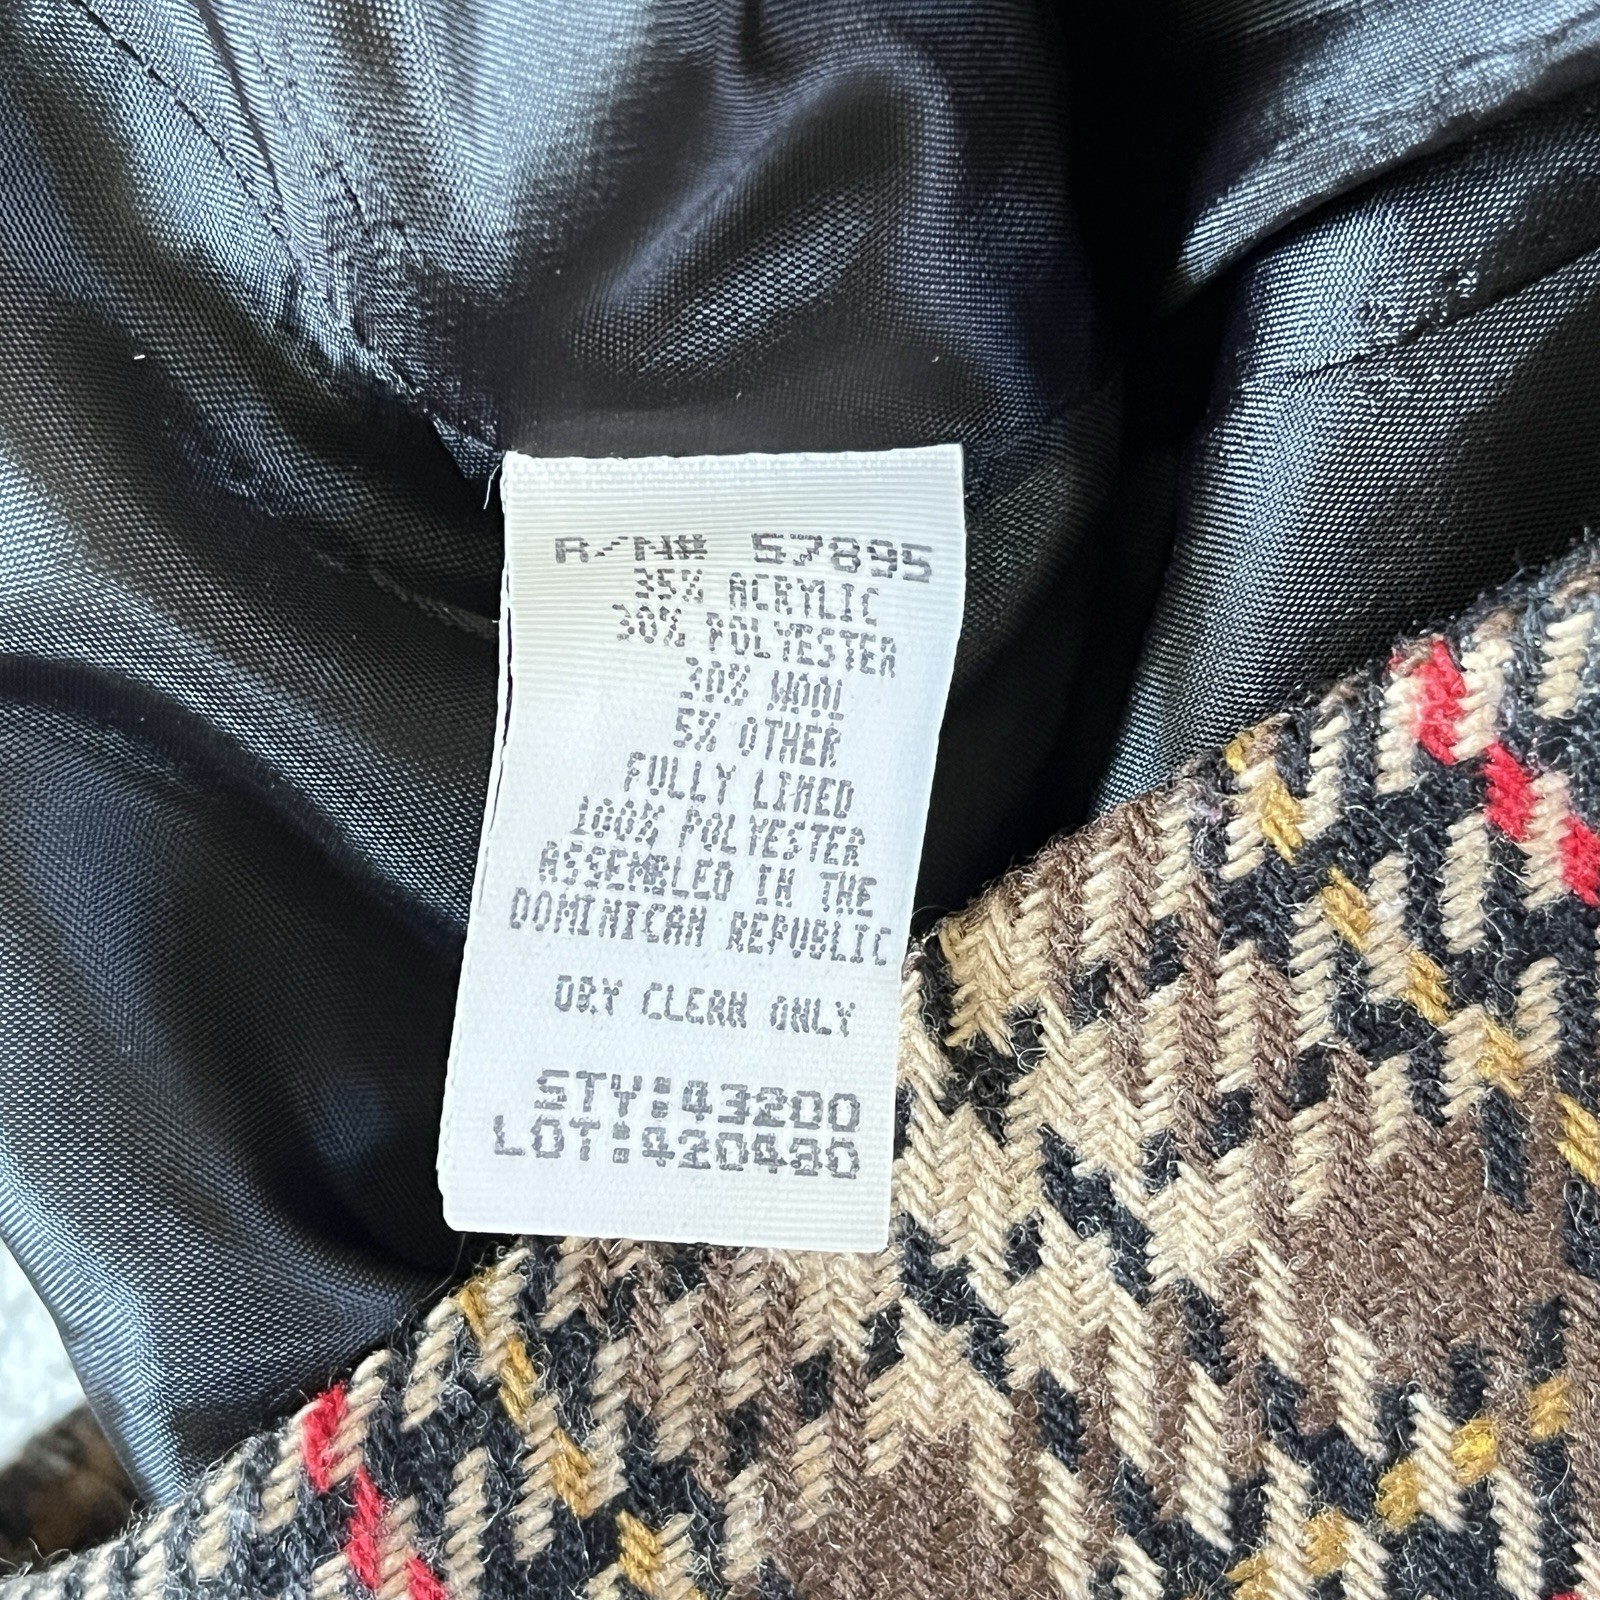 R/N# 57895
35% ACRYLIC
30% POLYESTER
30% WOOL
5% OTHER
FULLY LINED
100% POLYESTER
ASSEMBLED IN THE
DOMINICAN REPUBLIC
DRY CLEAN ONLY
STY:43200
LOT:420480